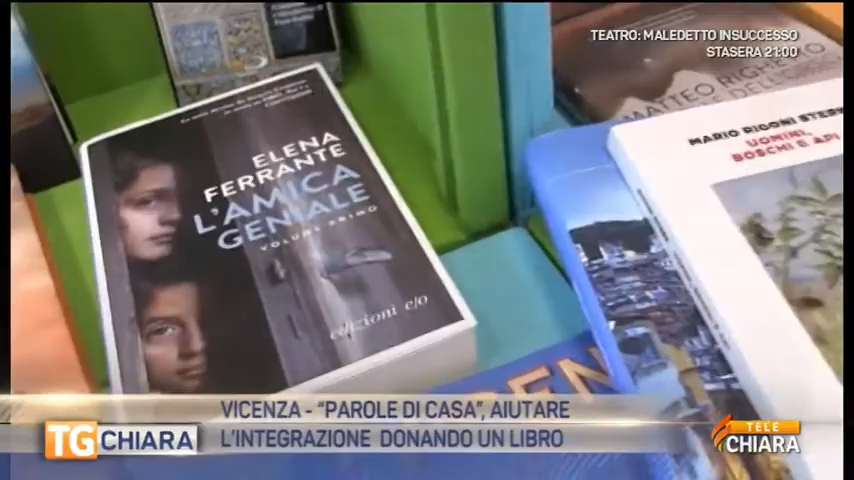 TEATRO: MALEDETTO INSUCCESSO
STASERA 21:00
ELENA
FERRANTE
L'AMICA
GENIALE
VOLUME PRIMO
edizioni e/o
MATTEO RIGHETTO
MARIO RIGONI STERN
UOMINI,
BOSCHI E API
VICENZA - "PAROLE DI CASA", AIUTARE
L'INTEGRAZIONE DONANDO UN LIBRO
TG CHIARA
TELE
CHIARA